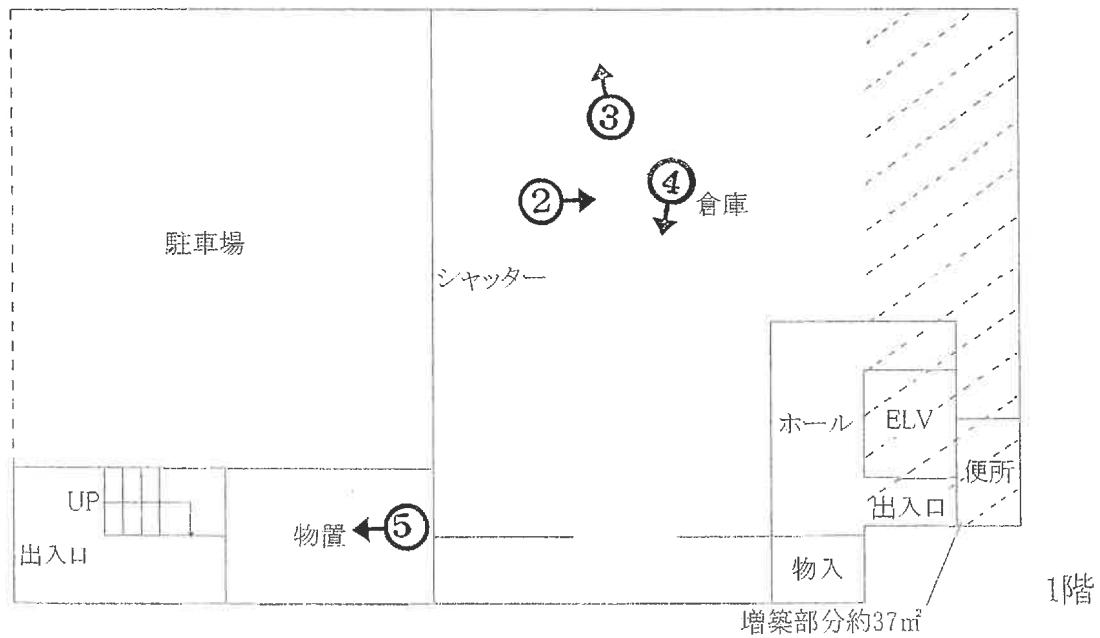 ③
② ④ 倉庫
駐車場
シャッター
ホール ELV
UP
便所
物置 ⑤ 出入口
出入口
物入
1階
増築部分約37㎡